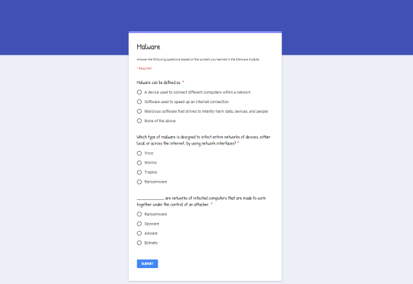 Malware
Answer the following questions based on the content you learned in the Malware module.
* Required
Malware can be defined as: *
A device used to connect different computers within a network
Software used to speed up an internet connection
Malicious software that strives to interrupt harm data, devices, and people
None of the above
Which type of malware is designed to infect entire networks of devices, either
local or across the internet, by using network interfaces? *
Virus
Worms
Trojans
Ransomware
____________ are networks of infected computers that are made to work
together under the control of an attacker. *
Ransomware
Spyware
Adware
Botnets
SUBMIT